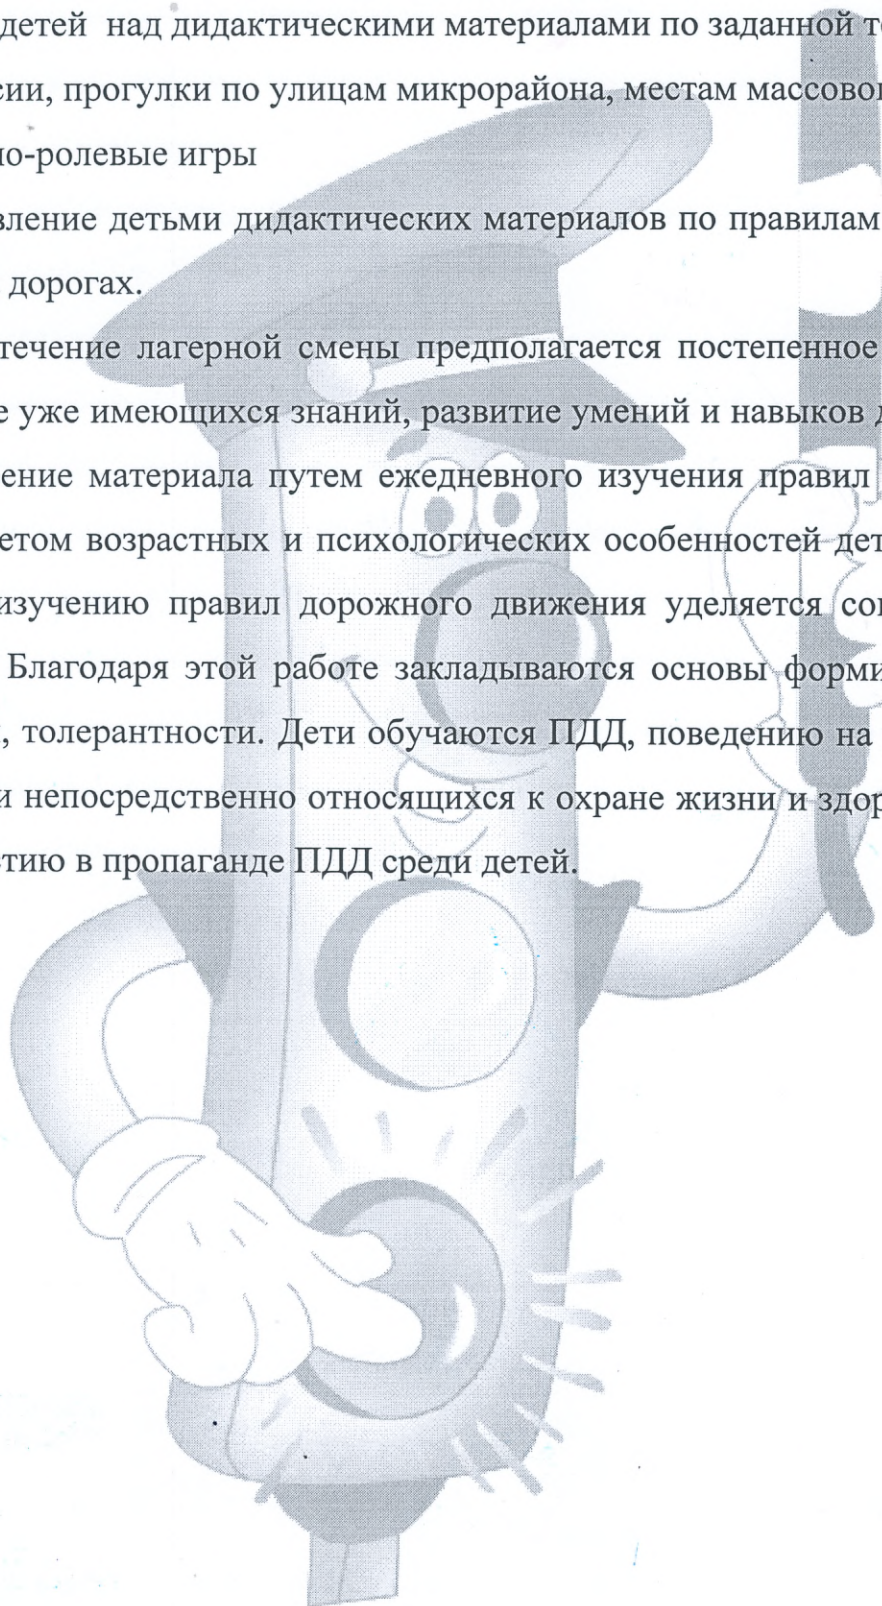 детей над дидактическими материалами по заданной т
сии, прогулки по улицам микрорайона, местам массово
но-ролевые игры
вление детьми дидактических материалов по правилам
дорогах.
течение лагерной смены предполагается постепенное
е уже имеющихся знаний, развитие умений и навыков д
ение материала путем ежедневного изучения правил
етом возрастных и психологических особенностей дет
изучению правил дорожного движения уделяется со
Благодаря этой работе закладываются основы форми
, толерантности. Дети обучаются ПДД, поведению на
и непосредственно относящихся к охране жизни и здор
стию в пропаганде ПДД среди детей.